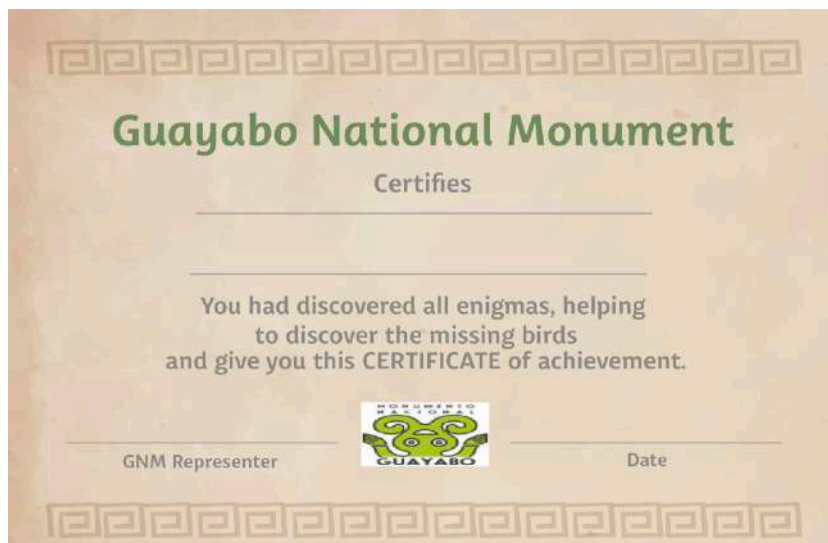 Guayabo National Monument
Certifies
You had discovered all enigmas, helping
to discover the missing birds
and give you this CERTIFICATE of achievement.
MONUMENTO
NACIONAL
GUAYABO
GNM Representer
Date